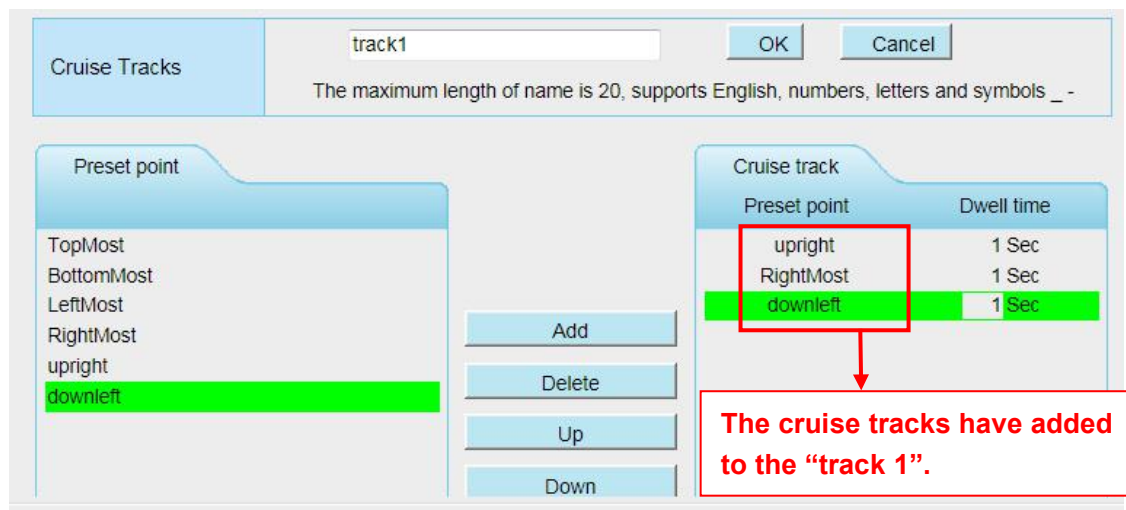 track1
OK
Cancel
Cruise Tracks
The maximum length of name is 20, supports English, numbers, letters and symbols _ -
Preset point
TopMost
BottomMost
LeftMost
RightMost
upright
downleft
Add
Delete
Up
Down
Cruise track
Preset point Dwell time
upright 1 Sec
RightMost 1 Sec
downleft 1 Sec
The cruise tracks have added
to the “track 1”.